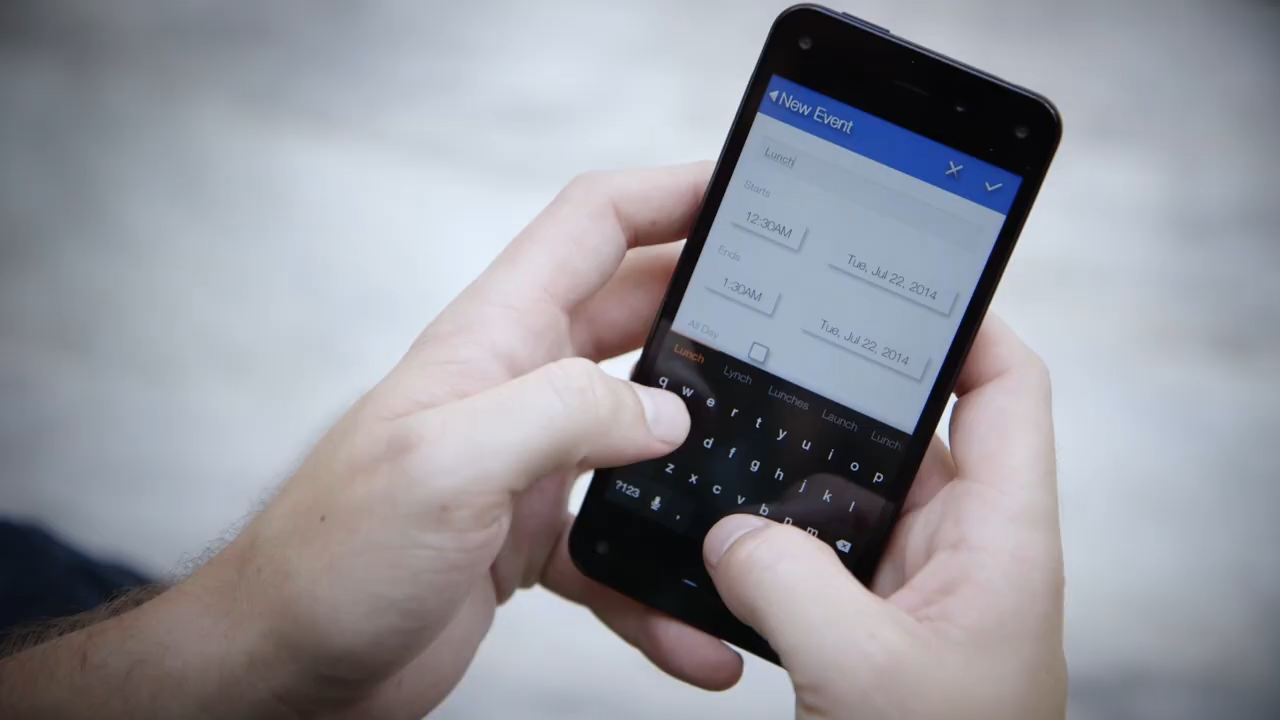 New Event
Lunch
Starts
12:30AM
Tue, Jul 22, 2014
Ends
1:30AM
Tue, Jul 22, 2014
All Day
Lunch Lynch Lunches Launch Lunch
q w e r t y u i o p
d f g h j k l
z x c v b n m
?123 ,